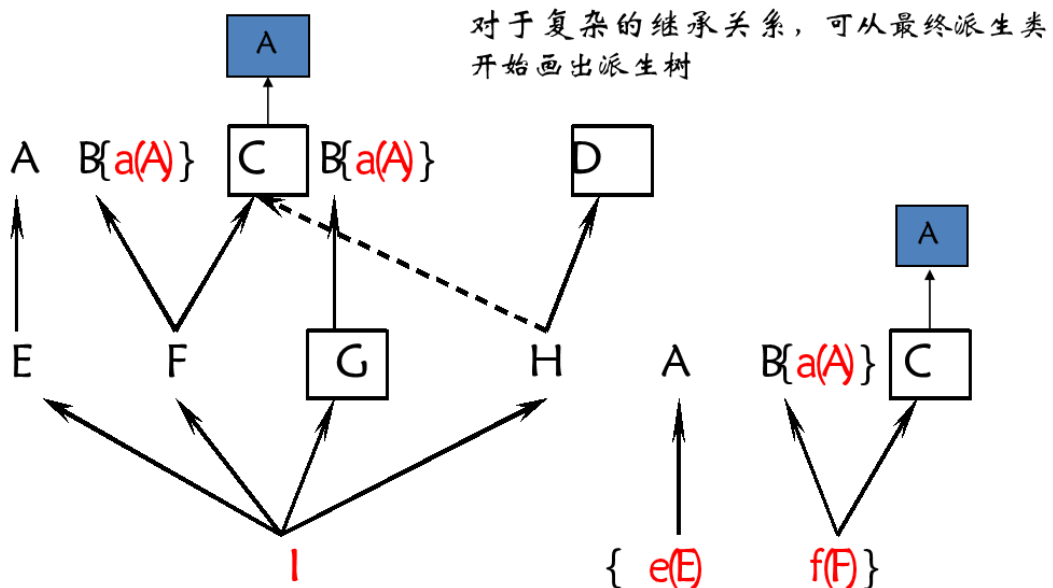 对于复杂的继承关系，可从最终派生类
开始画出派生树
A
A B{a(A)} C B{a(A)} D
A
E F G H A B{a(A)} C
I { e(E) f(F)}